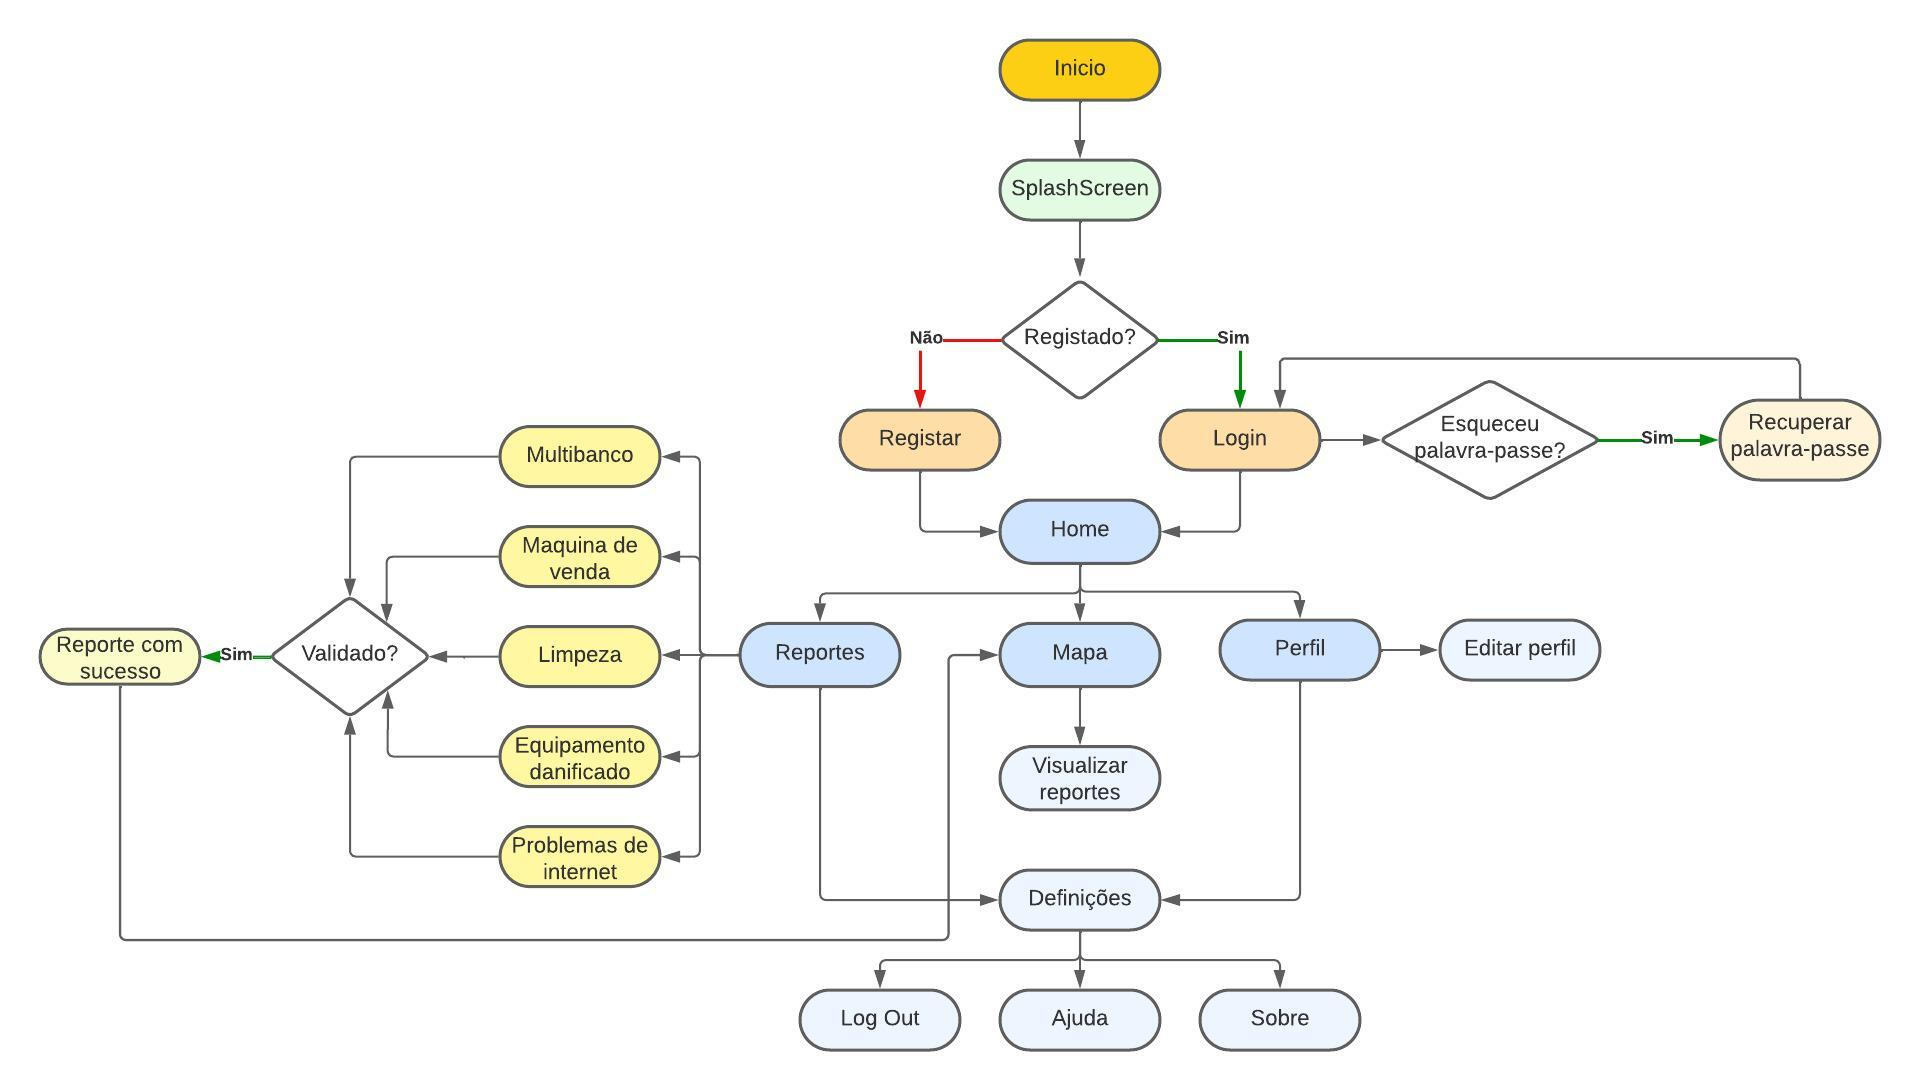 Inicio
SplashScreen
Registado?
Não
Sim
Registar
Login
Esqueceu
palavra-passe?
Sim
Recuperar
palavra-passe
Multibanco
Maquina de
venda
Limpeza
Equipamento
danificado
Problemas de
internet
Validado?
Sim
Reporte com
sucesso
Home
Reportes
Mapa
Perfil
Editar perfil
Visualizar
reportes
Definições
Log Out
Ajuda
Sobre